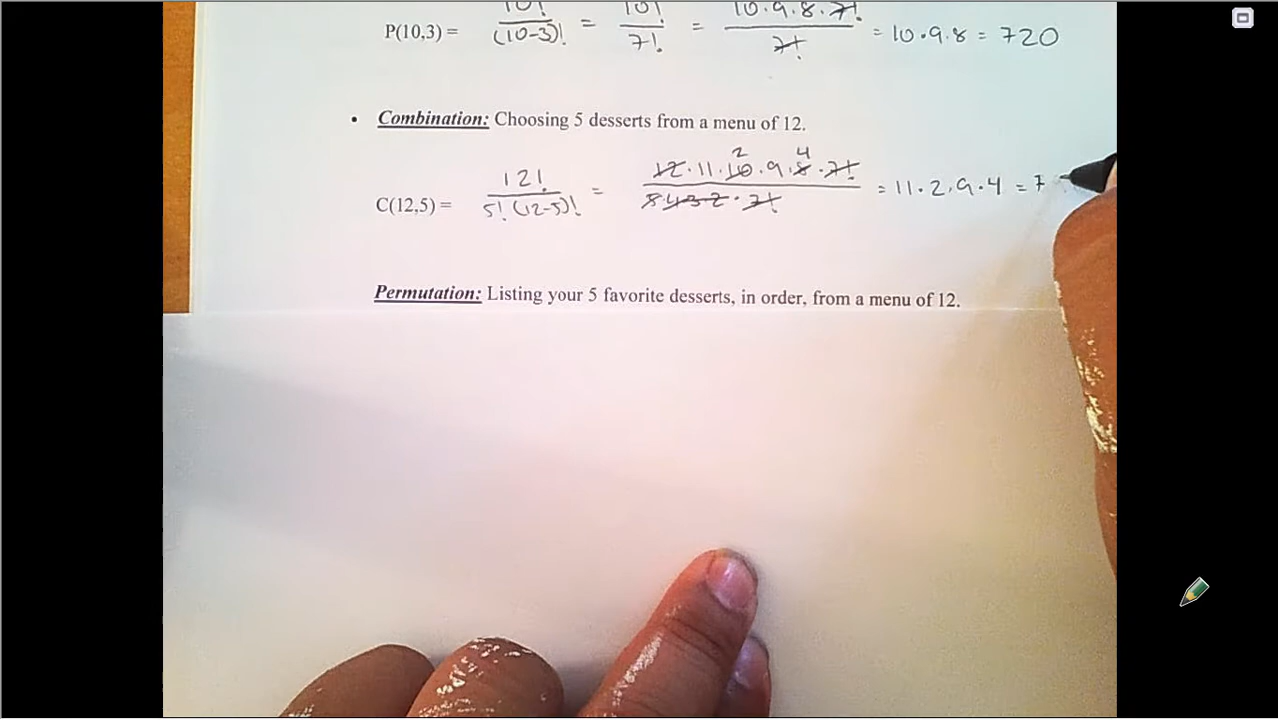 P(10,3) = 10! / (10-3)! = 10! / 7! = 10·9·8·7! / 7! = 10·9·8 = 720
• Combination: Choosing 5 desserts from a menu of 12.
C(12,5) = 12! / 5!(12-5)! = 12·11·10·9·8·7! / 5·4·3·2·7! = 11·2·9·4 = 7
2 4
Permutation: Listing your 5 favorite desserts, in order, from a menu of 12.